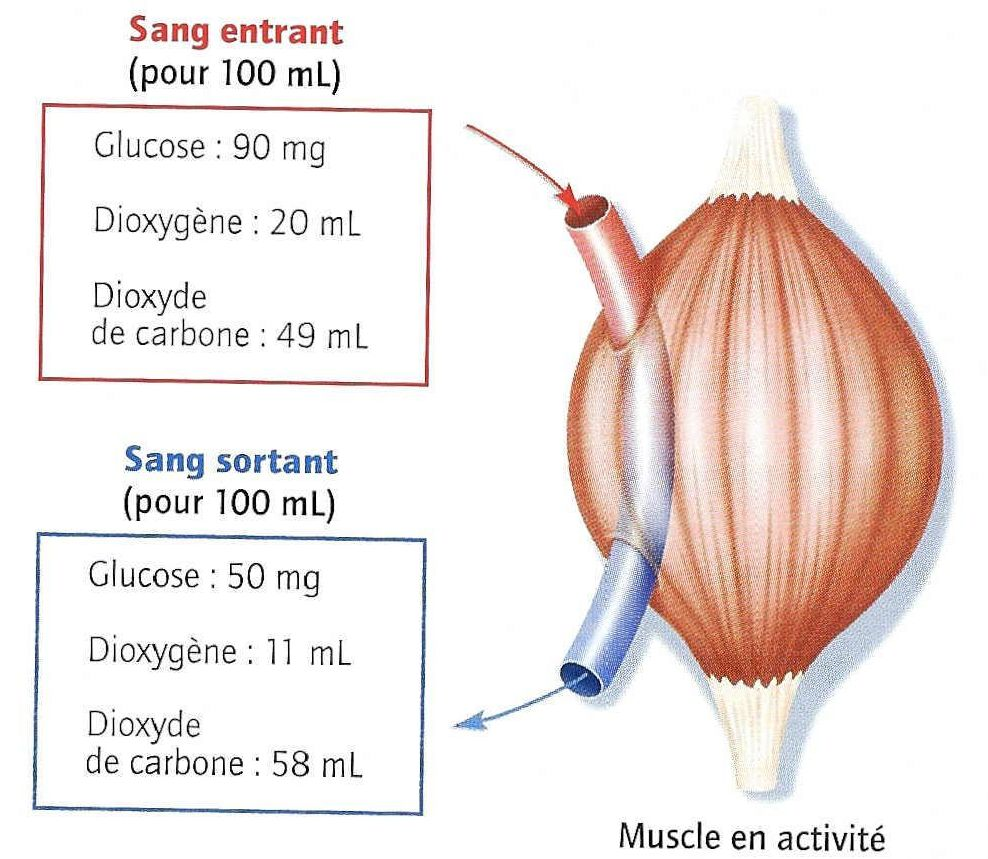 Sang entrant
(pour 100 mL)
Glucose : 90 mg
Dioxygène : 20 mL
Dioxyde
de carbone : 49 mL
Sang sortant
(pour 100 mL)
Glucose : 50 mg
Dioxygène : 11 mL
Dioxyde
de carbone : 58 mL
Muscle en activité